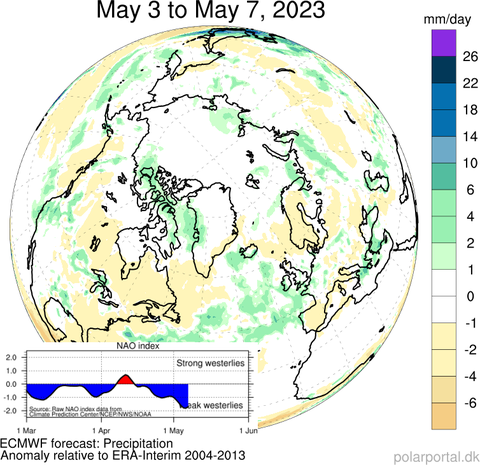 May 3 to May 7, 2023
mm/day
26
22
18
14
10
6
4
2
1
0
-1
-2
-4
-6
NAO index
2.0
1.0
0.0
-1.0
-2.0
Strong westerlies
Weak westerlies
Source: Raw NAO index data from
Climate Prediction Center/NCEP/NWS/NOAA
1 Mar 1 Apr 1 May 1 Jun
ECMWF forecast: Precipitation
Anomaly relative to ERA-Interim 2004-2013
polarportal.dk